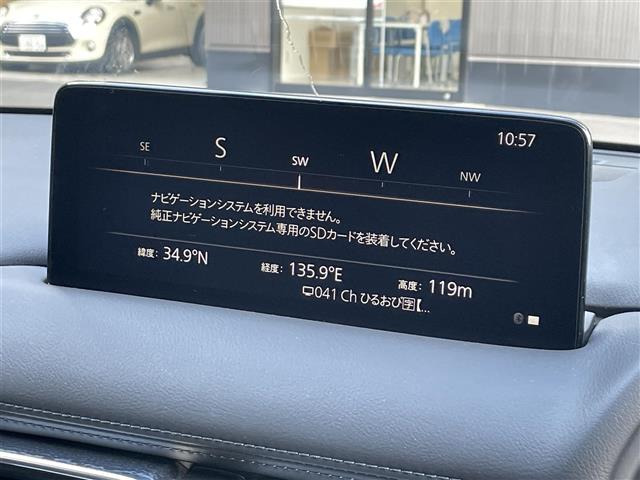 10:57
SE S SW W NW
ナビゲーションシステムを利用できません。
純正ナビゲーションシステム専用のSDカードを装着してください。
緯度: 34.9°N 経度: 135.9°E 高度: 119m
041 Ch ひるおび🈑【...